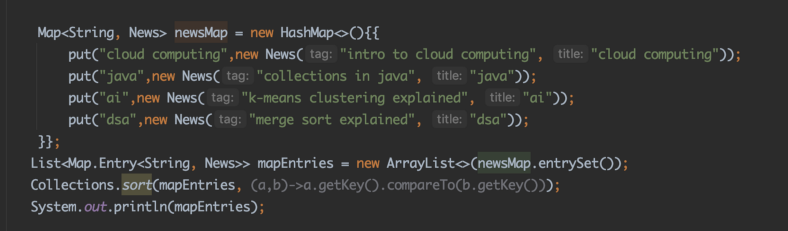 Map<String, News> newsMap = new HashMap<>(){{
put("cloud computing",new News( tag: "intro to cloud computing", title: "cloud computing"));
put("java",new News( tag: "collections in java", title: "java"));
put("ai",new News( tag: "k-means clustering explained", title: "ai"));
put("dsa",new News( tag: "merge sort explained", title: "dsa"));
}};
List<Map.Entry<String, News>> mapEntries = new ArrayList<>(newsMap.entrySet());
Collections.sort(mapEntries, (a,b)->a.getKey().compareTo(b.getKey()));
System.out.println(mapEntries);